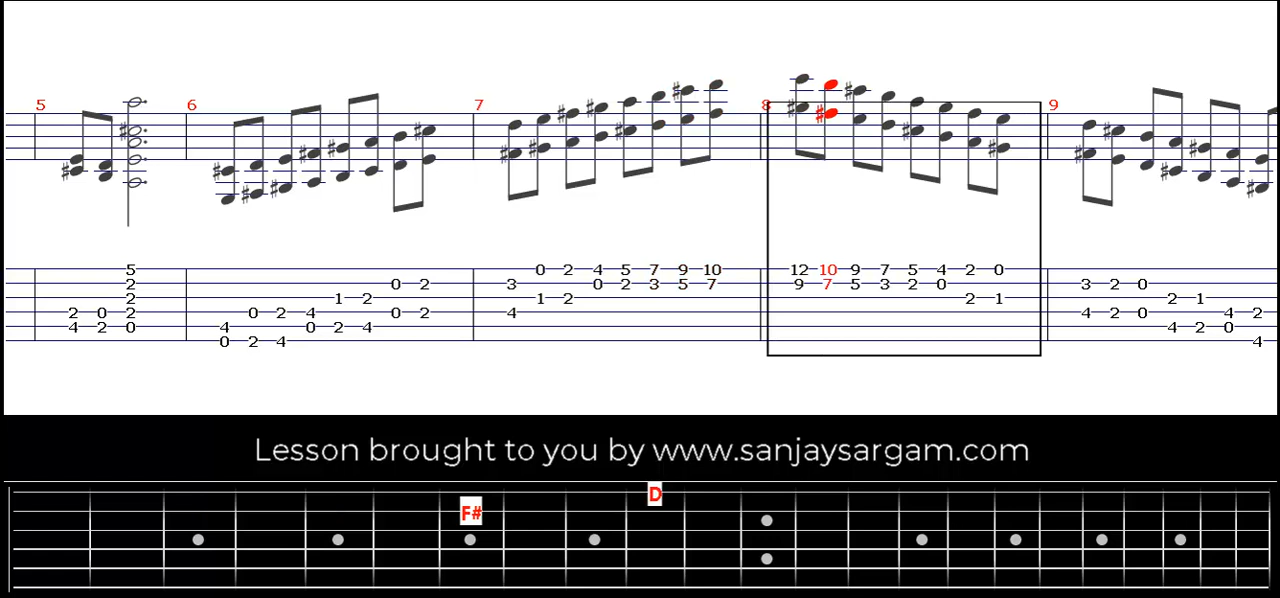 5 6 7 8 9
5 0 2 4 5 7 9 10 12 10 9 7 5 4 2 0
2 0 2 3 0 2 3 5 7 9 7 5 3 2 0 3 2 0
2 1 2 1 2 2 1 2 1
2 0 2 0 2 4 0 2 4 4 2 0 4 2
4 2 0 4 0 2 4 4 2 0
0 2 4 4
Lesson brought to you by www.sanjaysargam.com
D
F#